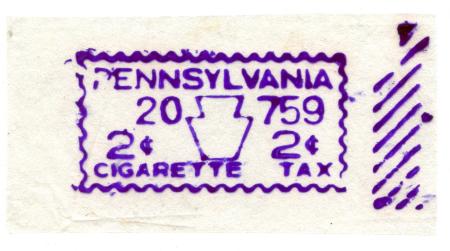 PENNSYLVANIA
20 759
2¢ 2¢
CIGARETTE TAX